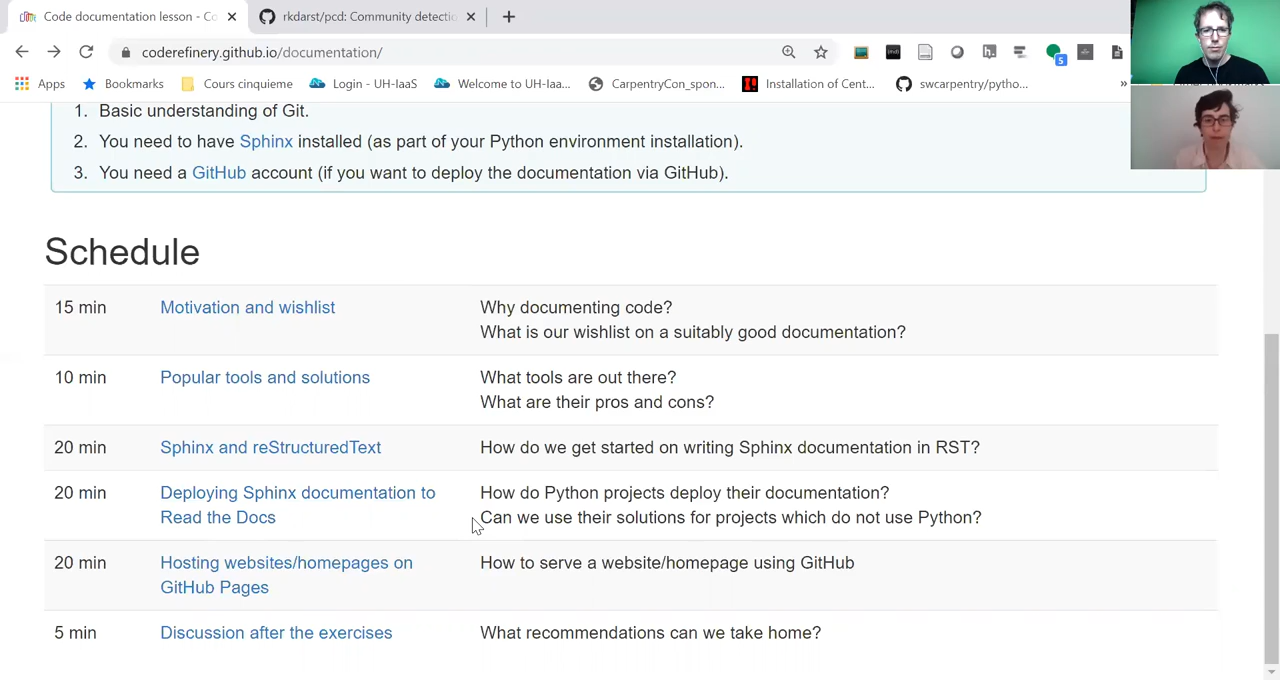 Code documentation lesson - Co
rkdarst/pcd: Community detecti
coderefinery.github.io/documentation/
5
Apps
Bookmarks
Cours cinquieme
Login - UH-IaaS
Welcome to UH-Iaa...
CarpentryCon_spon...
Installation of Cent...
swcarpentry/pytho...
»
1. Basic understanding of Git.
2. You need to have Sphinx installed (as part of your Python environment installation).
3. You need a GitHub account (if you want to deploy the documentation via GitHub).
Schedule
15 min Motivation and wishlist Why documenting code?
What is our wishlist on a suitably good documentation?
10 min Popular tools and solutions What tools are out there?
What are their pros and cons?
20 min Sphinx and reStructuredText How do we get started on writing Sphinx documentation in RST?
20 min Deploying Sphinx documentation to How do Python projects deploy their documentation?
Read the Docs Can we use their solutions for projects which do not use Python?
20 min Hosting websites/homepages on How to serve a website/homepage using GitHub
GitHub Pages
5 min Discussion after the exercises What recommendations can we take home?